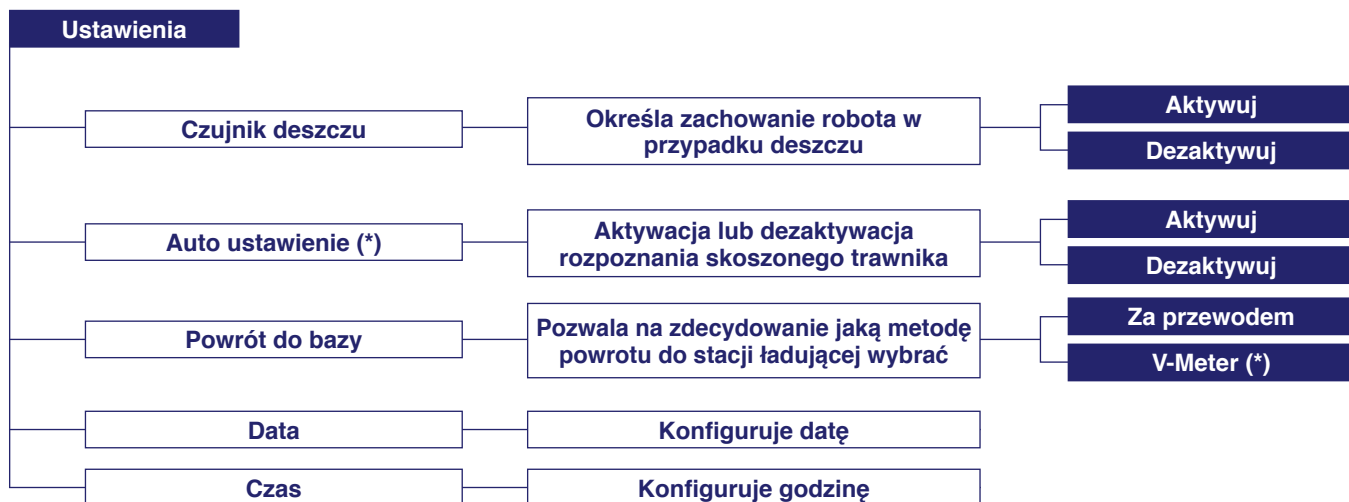 Ustawienia
Czujnik deszczu
Określa zachowanie robota w
przypadku deszczu
Aktywuj
Dezaktywuj
Auto ustawienie (*)
Aktywacja lub dezaktywacja
rozpoznania skoszonego trawnika
Aktywuj
Dezaktywuj
Powrót do bazy
Pozwala na zdecydowanie jaką metodę
powrotu do stacji ładującej wybrać
Za przewodem
V-Meter (*)
Data
Konfiguruje datę
Czas
Konfiguruje godzinę